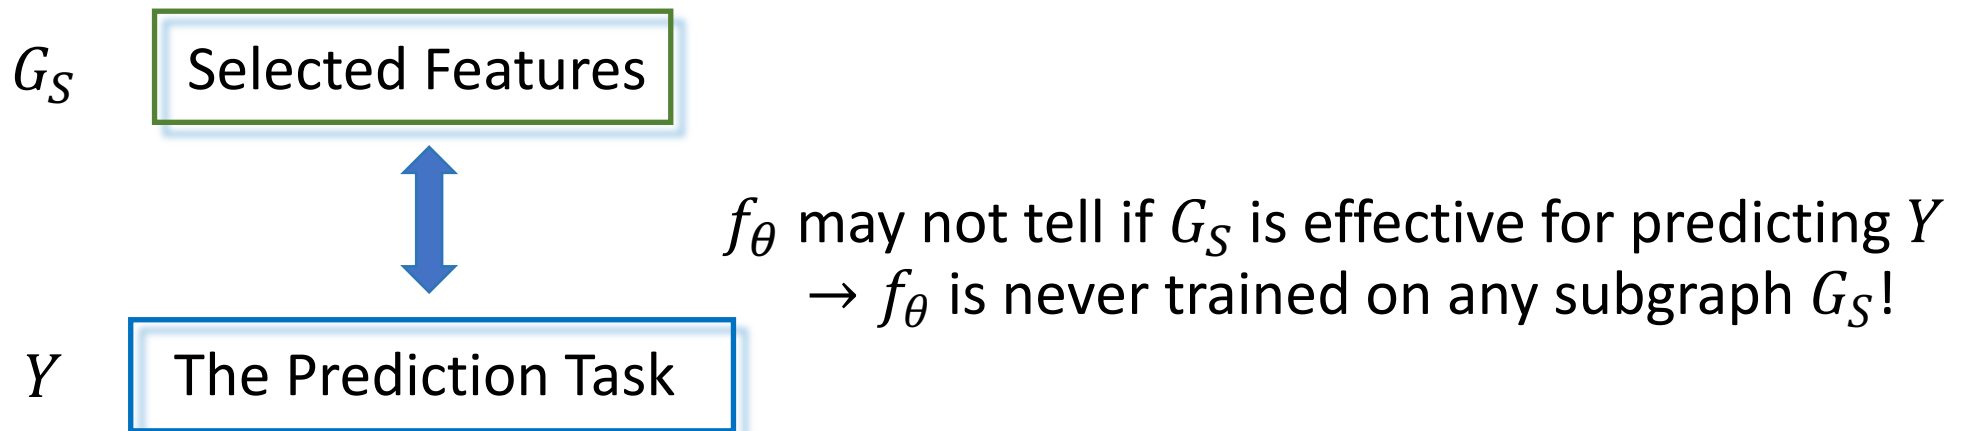 G_S Selected Features
f_θ may not tell if G_S is effective for predicting Y
→ f_θ is never trained on any subgraph G_S!
Y The Prediction Task